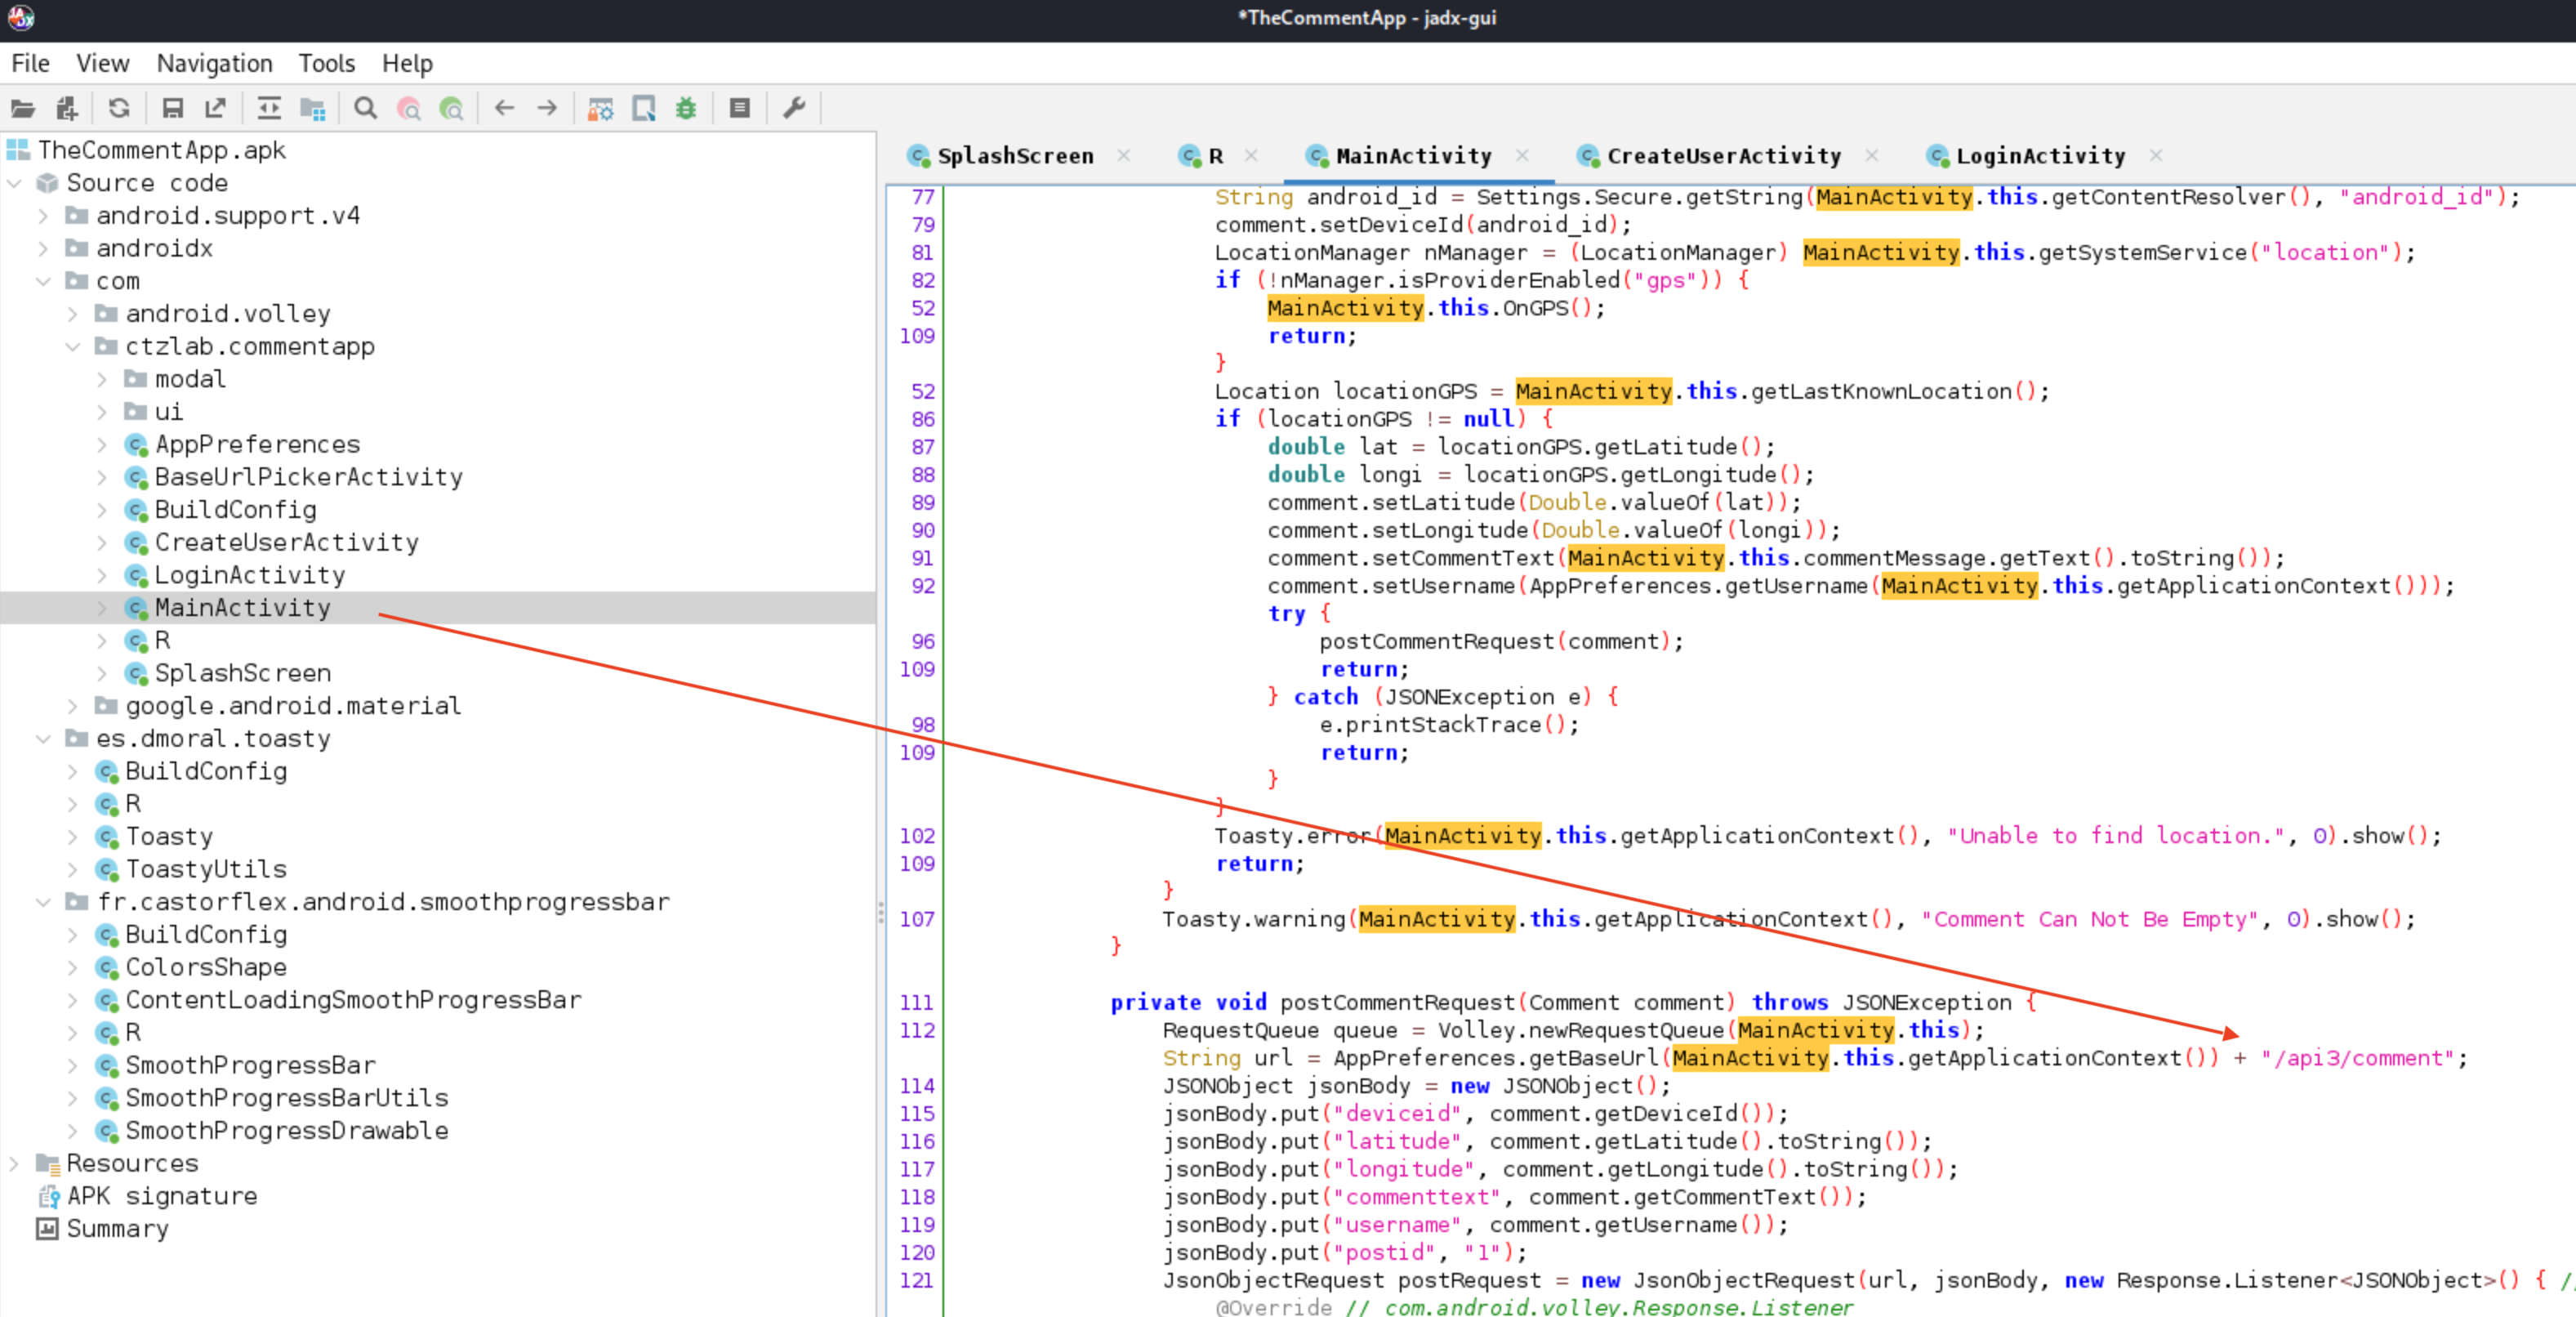 *TheCommentApp - jadx-gui
File View Navigation Tools Help
TheCommentApp.apk
Source code
android.support.v4
androidx
com
android.volley
ctzlab.commentapp
modal
ui
AppPreferences
BaseUrlPickerActivity
BuildConfig
CreateUserActivity
LoginActivity
MainActivity
R
SplashScreen
google.android.material
es.dmoral.toasty
BuildConfig
R
Toasty
ToastyUtils
fr.castorflex.android.smoothprogressbar
BuildConfig
ColorsShape
ContentLoadingSmoothProgressBar
R
SmoothProgressBar
SmoothProgressBarUtils
SmoothProgressDrawable
Resources
APK signature
Summary
SplashScreen R MainActivity CreateUserActivity LoginActivity
77 String android_id = Settings.Secure.getString(MainActivity.this.getContentResolver(), "android_id");
79 comment.setDeviceId(android_id);
81 LocationManager nManager = (LocationManager) MainActivity.this.getSystemService("location");
82 if (!nManager.isProviderEnabled("gps")) {
52 MainActivity.this.OnGPS();
109 return;
}
52 Location locationGPS = MainActivity.this.getLastKnownLocation();
86 if (locationGPS != null) {
87 double lat = locationGPS.getLatitude();
88 double longi = locationGPS.getLongitude();
89 comment.setLatitude(Double.valueOf(lat));
90 comment.setLongitude(Double.valueOf(longi));
91 comment.setCommentText(MainActivity.this.commentMessage.getText().toString());
92 comment.setUsername(AppPreferences.getUsername(MainActivity.this.getApplicationContext()));
try {
96 postCommentRequest(comment);
109 return;
} catch (JSONException e) {
98 e.printStackTrace();
109 return;
}
}
102 Toasty.error(MainActivity.this.getApplicationContext(), "Unable to find location.", 0).show();
109 return;
}
107 Toasty.warning(MainActivity.this.getApplicationContext(), "Comment Can Not Be Empty", 0).show();
}
111 private void postCommentRequest(Comment comment) throws JSONException {
112 RequestQueue queue = Volley.newRequestQueue(MainActivity.this);
String url = AppPreferences.getBaseUrl(MainActivity.this.getApplicationContext()) + "/api3/comment";
114 JSONObject jsonBody = new JSONObject();
115 jsonBody.put("deviceid", comment.getDeviceId());
116 jsonBody.put("latitude", comment.getLatitude().toString());
117 jsonBody.put("longitude", comment.getLongitude().toString());
118 jsonBody.put("commenttext", comment.getCommentText());
119 jsonBody.put("username", comment.getUsername());
120 jsonBody.put("postid", "1");
121 JsonObjectRequest postRequest = new JsonObjectRequest(url, jsonBody, new Response.Listener<JSONObject>() { //
@Override // com.android.volley.Response.Listener